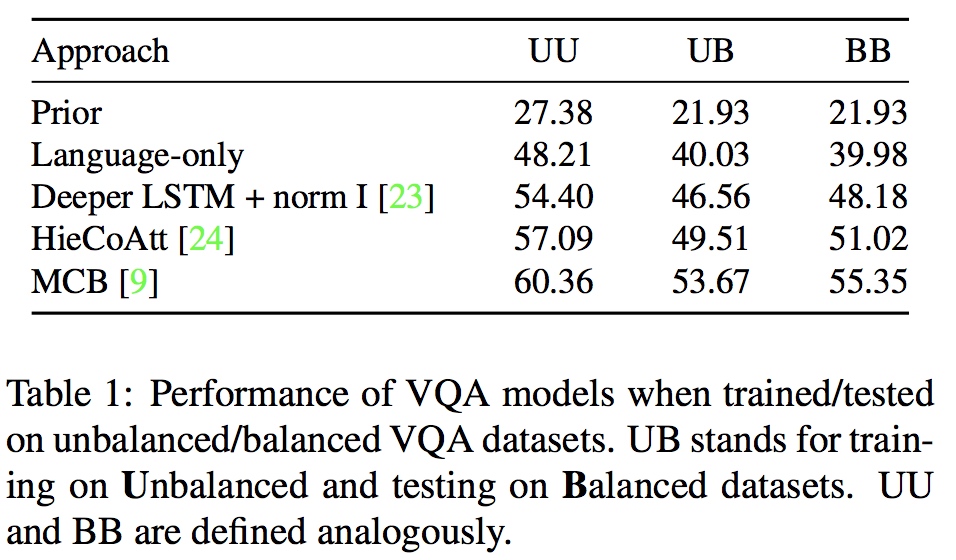 Approach UU UB BB
Prior 27.38 21.93 21.93
Language-only 48.21 40.03 39.98
Deeper LSTM + norm I [23] 54.40 46.56 48.18
HieCoAtt [24] 57.09 49.51 51.02
MCB [9] 60.36 53.67 55.35
Table 1: Performance of VQA models when trained/tested
on unbalanced/balanced VQA datasets. UB stands for train-
ing on Unbalanced and testing on Balanced datasets. UU
and BB are defined analogously.